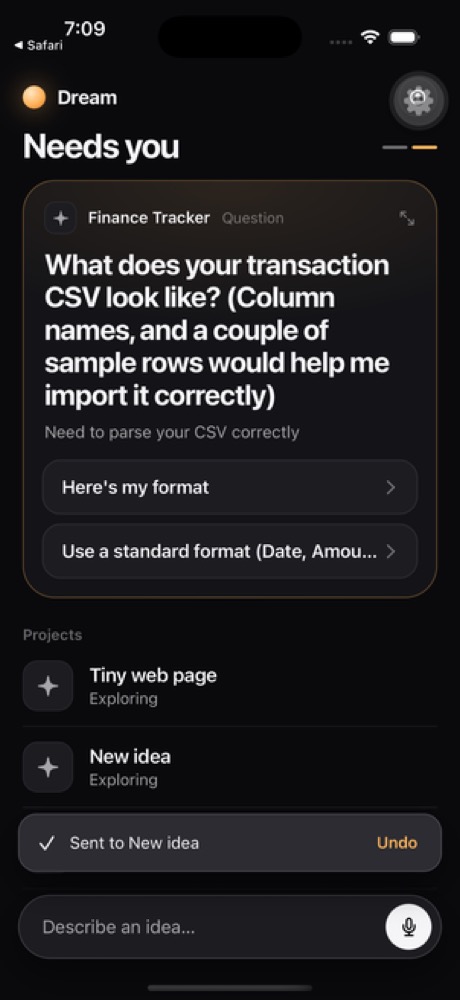 7:09
◀ Safari
Dream
Needs you
Finance Tracker Question
What does your transaction
CSV look like? (Column
names, and a couple of
sample rows would help me
import it correctly)
Need to parse your CSV correctly
Here's my format
Use a standard format (Date, Amou...
Projects
Tiny web page
Exploring
New idea
Exploring
Sent to New idea Undo
Describe an idea...